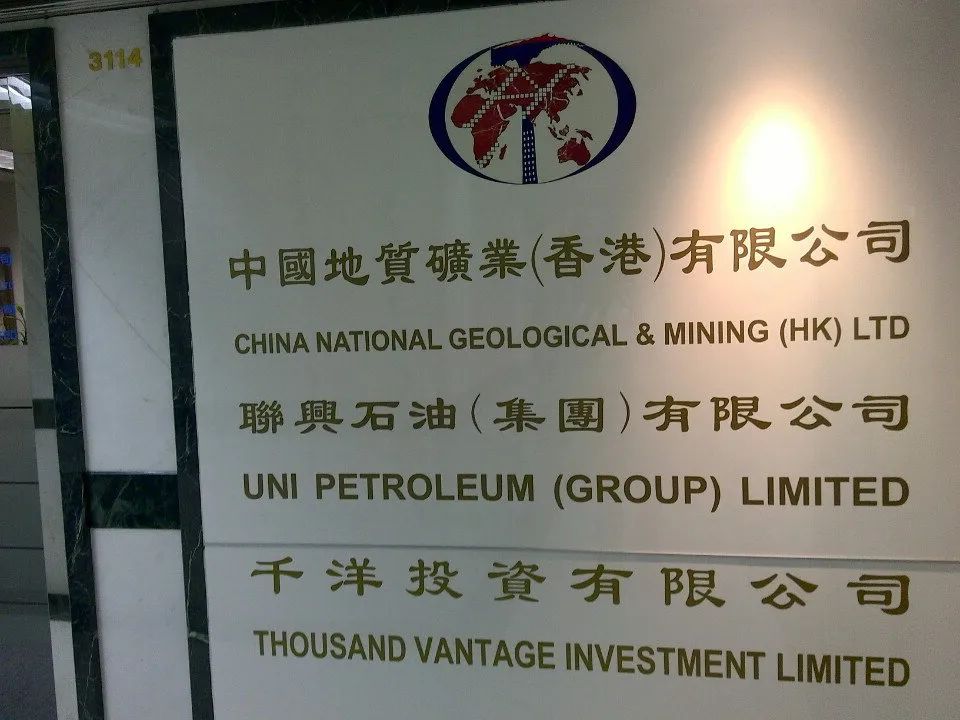 3114
中國地質礦業(香港)有限公司
CHINA NATIONAL GEOLOGICAL & MINING (HK) LTD
聯興石油(集團)有限公司
UNI PETROLEUM (GROUP) LIMITED
千洋投資有限公司
THOUSAND VANTAGE INVESTMENT LIMITED